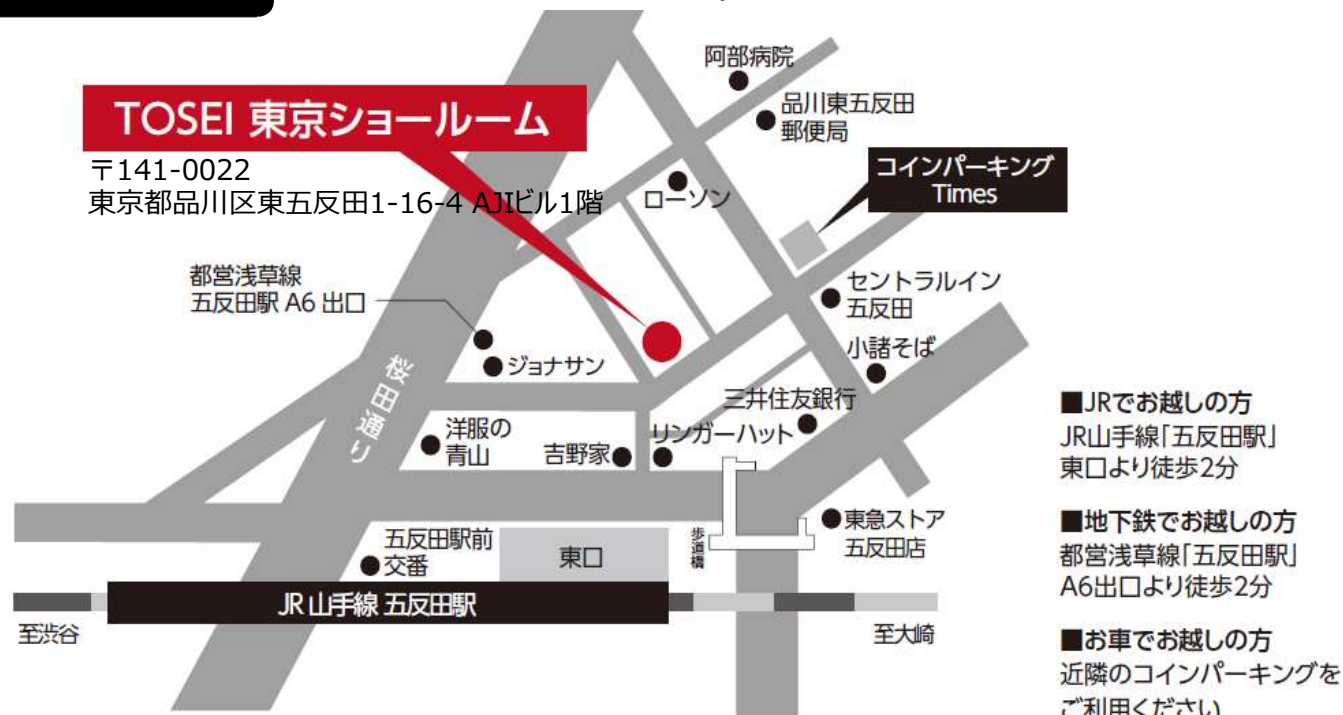 阿部病院
品川東五反田
郵便局
TOSEI 東京ショールーム
〒141-0022
東京都品川区東五反田1-16-4 AJIビル1階
コインパーキング
Times
ローソン
都営浅草線
五反田駅 A6 出口
セントラルイン
五反田
ジョナサン
小諸そば
桜田通り
三井住友銀行
洋服の
青山
吉野家
リンガーハット
東急ストア
五反田店
歩道橋
五反田駅前
交番
東口
JR 山手線 五反田駅
至渋谷
至大崎
■JRでお越しの方
JR山手線「五反田駅」
東口より徒歩2分
■地下鉄でお越しの方
都営浅草線「五反田駅」
A6出口より徒歩2分
■お車でお越しの方
近隣のコインパーキングを
ご利用ください